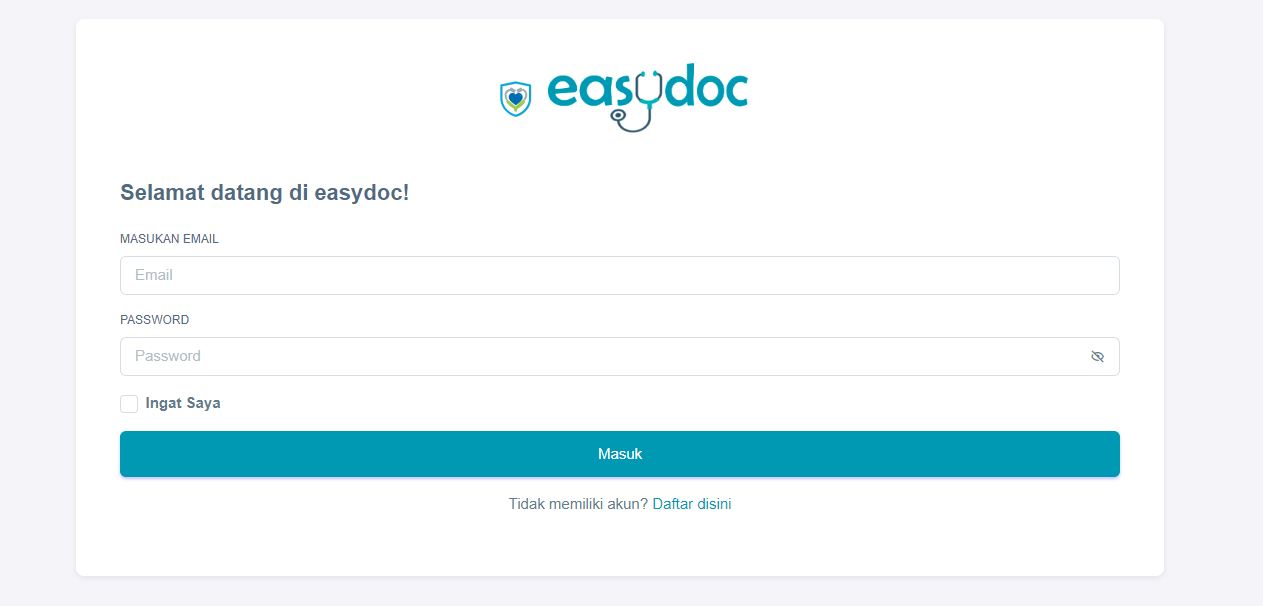 easydoc
Selamat datang di easydoc!
MASUKAN EMAIL
Email
PASSWORD
Password
Ingat Saya
Masuk
Tidak memiliki akun? Daftar disini